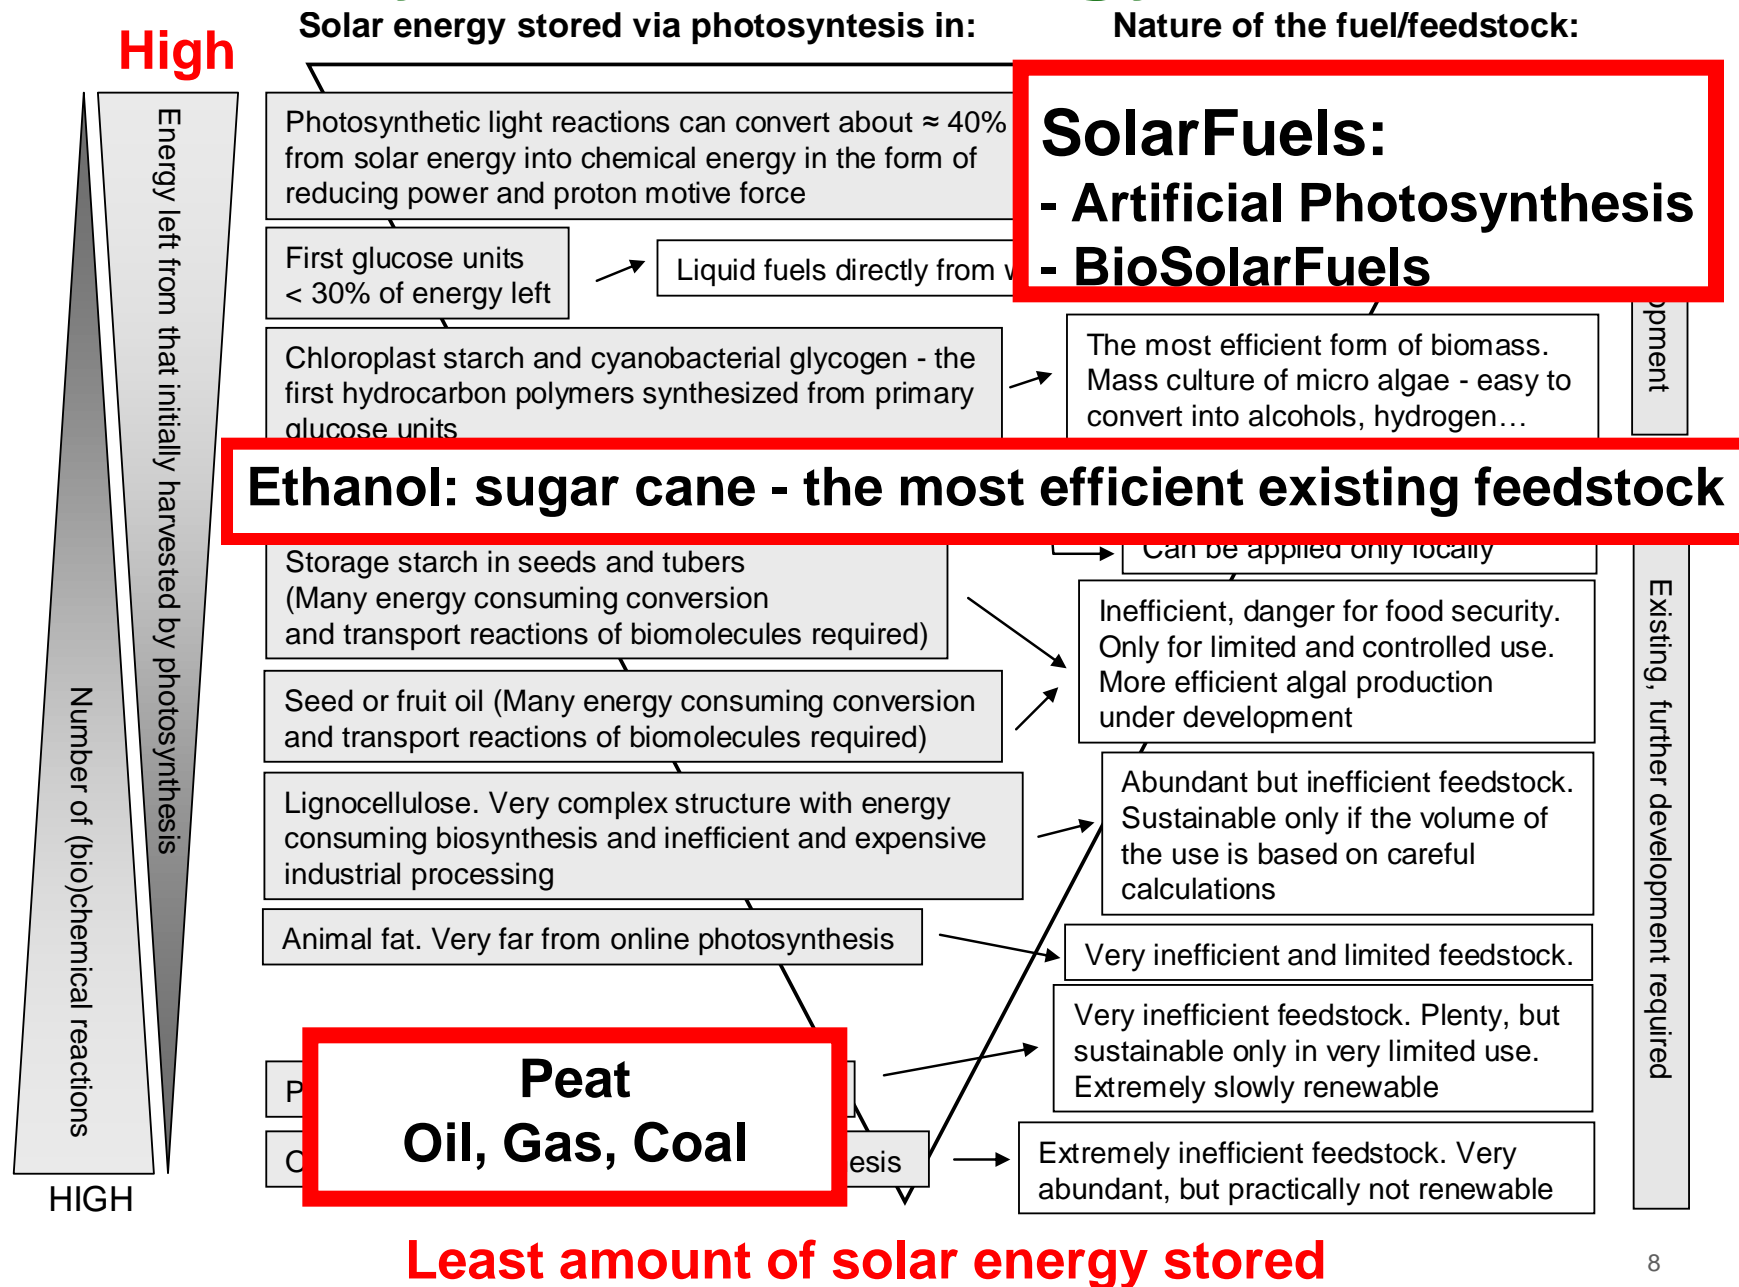 Solar energy stored via photosyntesis in:
Nature of the fuel/feedstock:
High
Energy left from that initially harvested by photosynthesis
Number of (bio)chemical reactions
HIGH
Photosynthetic light reactions can convert about ≈ 40%
from solar energy into chemical energy in the form of
reducing power and proton motive force
SolarFuels:
- Artificial Photosynthesis
- BioSolarFuels
First glucose units
< 30% of energy left
Liquid fuels directly from
Chloroplast starch and cyanobacterial glycogen - the
first hydrocarbon polymers synthesized from primary
glucose units
The most efficient form of biomass.
Mass culture of micro algae - easy to
convert into alcohols, hydrogen…
Ethanol: sugar cane - the most efficient existing feedstock
Can be applied only locally
Storage starch in seeds and tubers
(Many energy consuming conversion
and transport reactions of biomolecules required)
Inefficient, danger for food security.
Only for limited and controlled use.
More efficient algal production
under development
Seed or fruit oil (Many energy consuming conversion
and transport reactions of biomolecules required)
Lignocellulose. Very complex structure with energy
consuming biosynthesis and inefficient and expensive
industrial processing
Abundant but inefficient feedstock.
Sustainable only if the volume of
the use is based on careful
calculations
Animal fat. Very far from online photosynthesis
Very inefficient and limited feedstock.
Very inefficient feedstock. Plenty, but
sustainable only in very limited use.
Extremely slowly renewable
Peat
Oil, Gas, Coal
esis
Extremely inefficient feedstock. Very
abundant, but practically not renewable
Existing, further development required
Least amount of solar energy stored
8